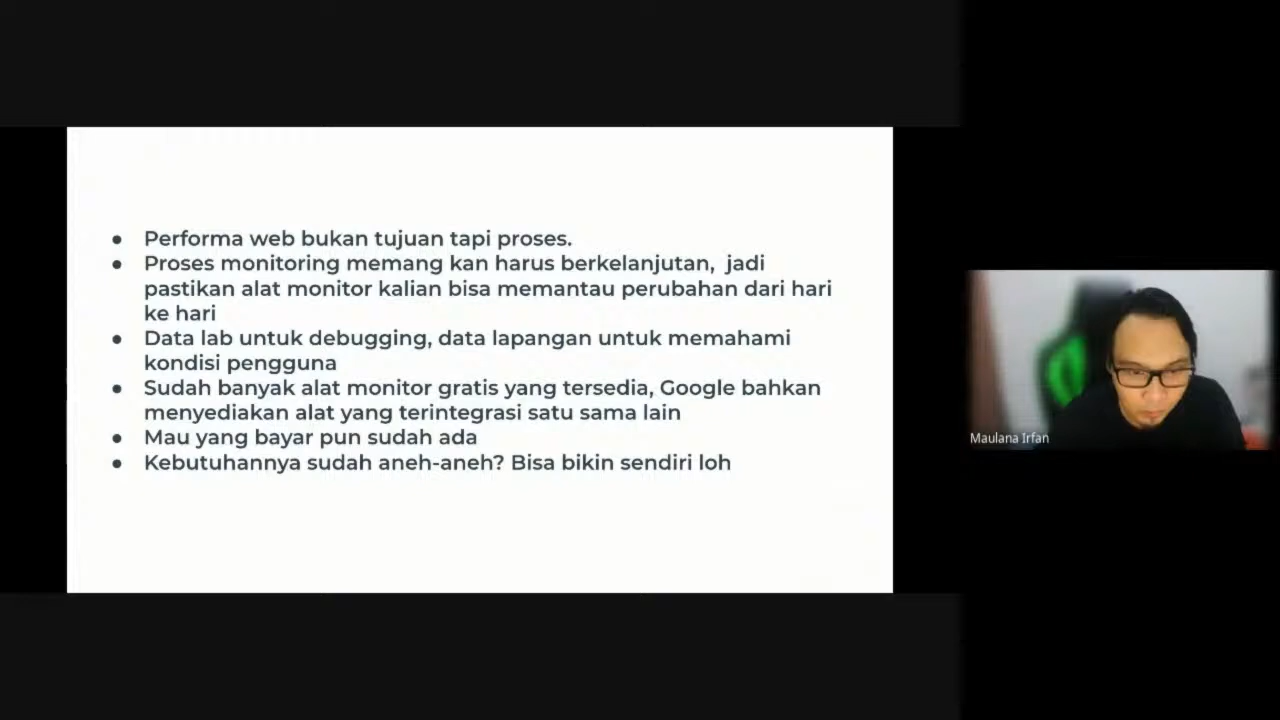 ● Performa web bukan tujuan tapi proses.
● Proses monitoring memang kan harus berkelanjutan, jadi
pastikan alat monitor kalian bisa memantau perubahan dari hari
ke hari
● Data lab untuk debugging, data lapangan untuk memahami
kondisi pengguna
● Sudah banyak alat monitor gratis yang tersedia, Google bahkan
menyediakan alat yang terintegrasi satu sama lain
● Mau yang bayar pun sudah ada
● Kebutuhannya sudah aneh-aneh? Bisa bikin sendiri loh
Maulana Irfan